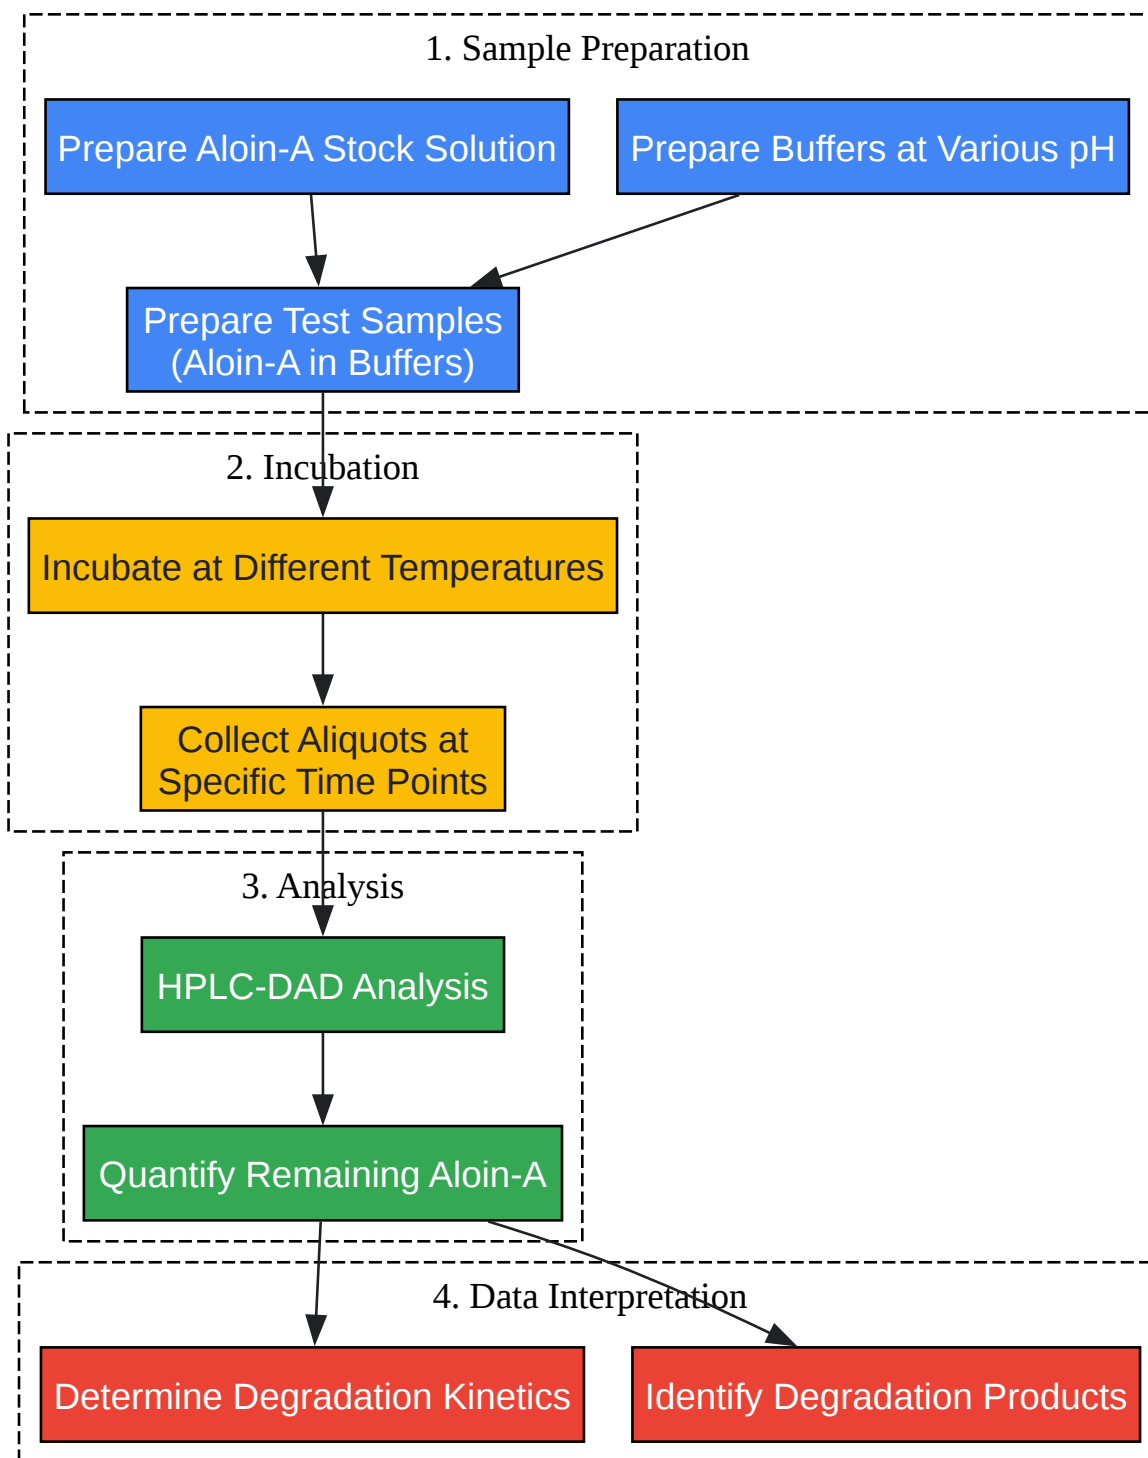 1. Sample Preparation
Prepare Aloin-A Stock Solution
Prepare Buffers at Various pH
Prepare Test Samples
(Aloin-A in Buffers)
2. Incubation
Incubate at Different Temperatures
Collect Aliquots at
Specific Time Points
3. Analysis
HPLC-DAD Analysis
Quantify Remaining Aloin-A
4. Data Interpretation
Determine Degradation Kinetics
Identify Degradation Products